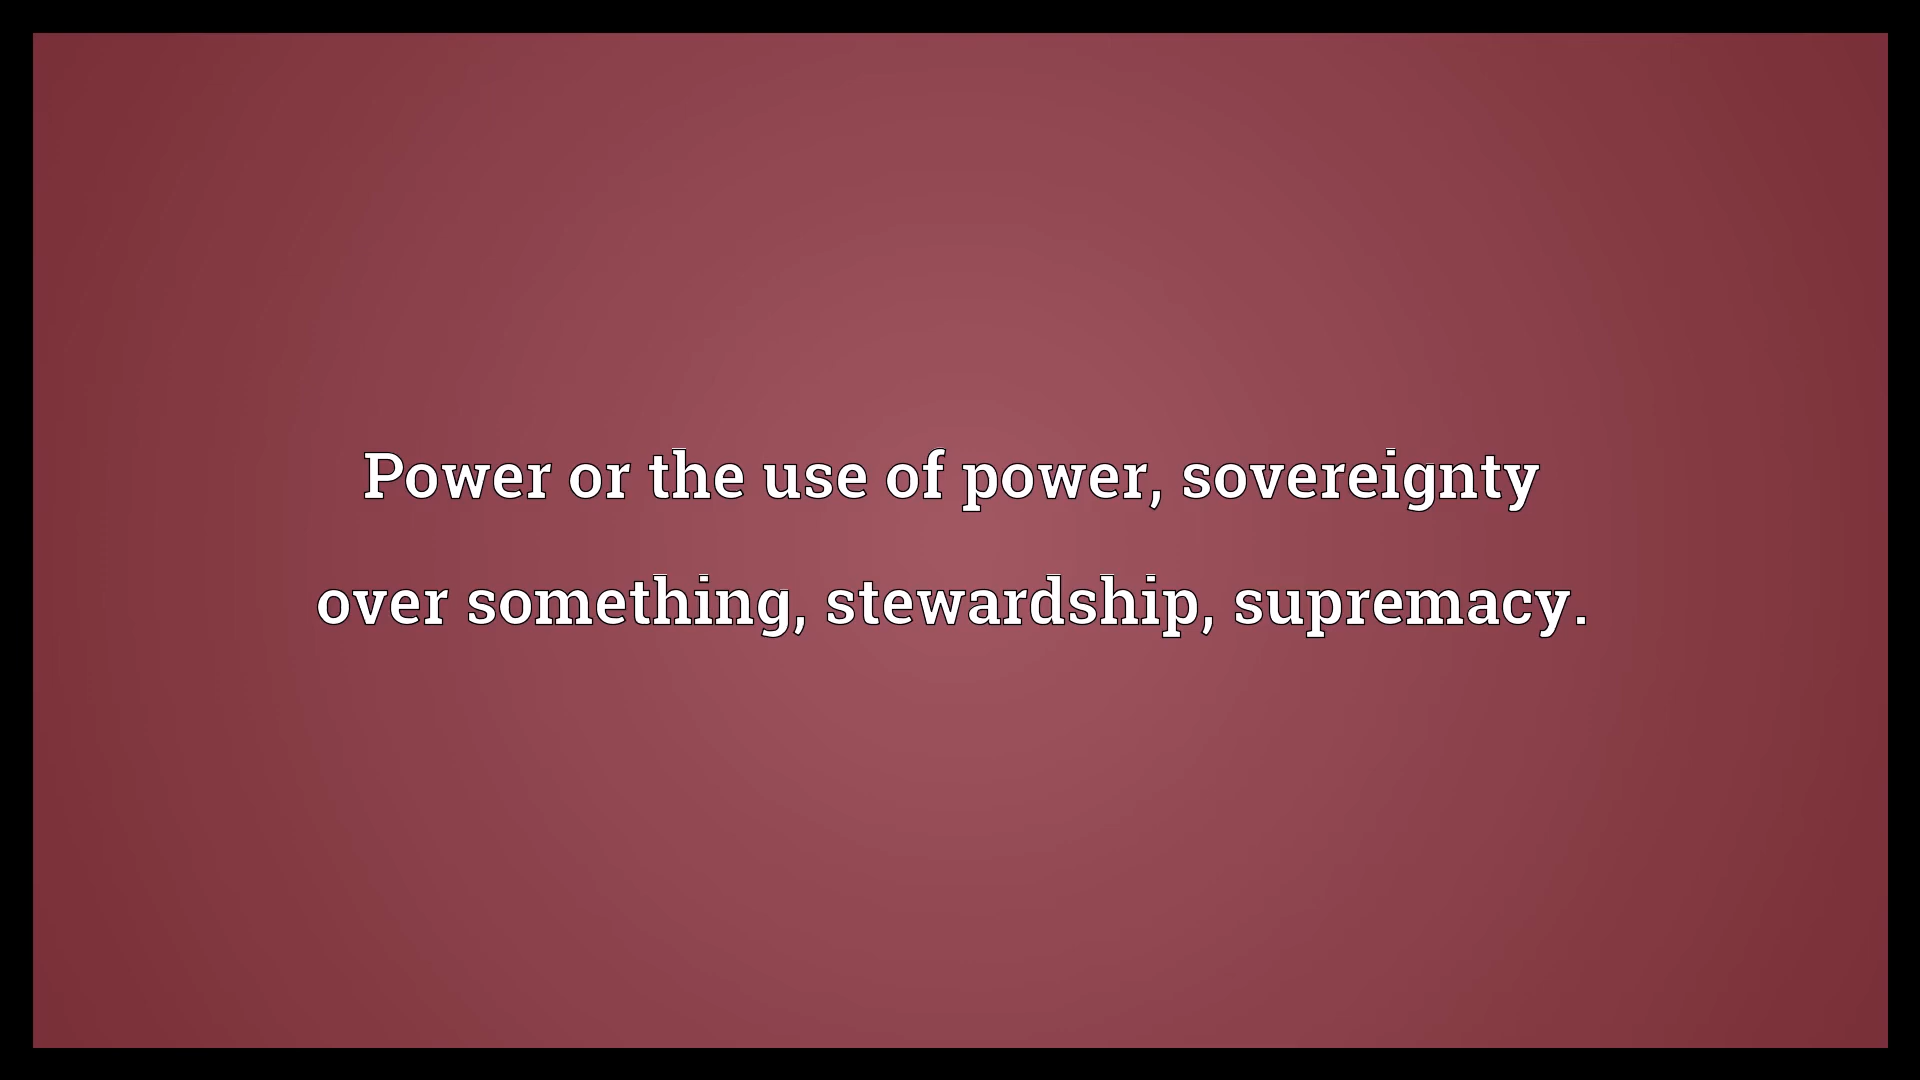 Power or the use of power, sovereignty
over something, stewardship, supremacy.